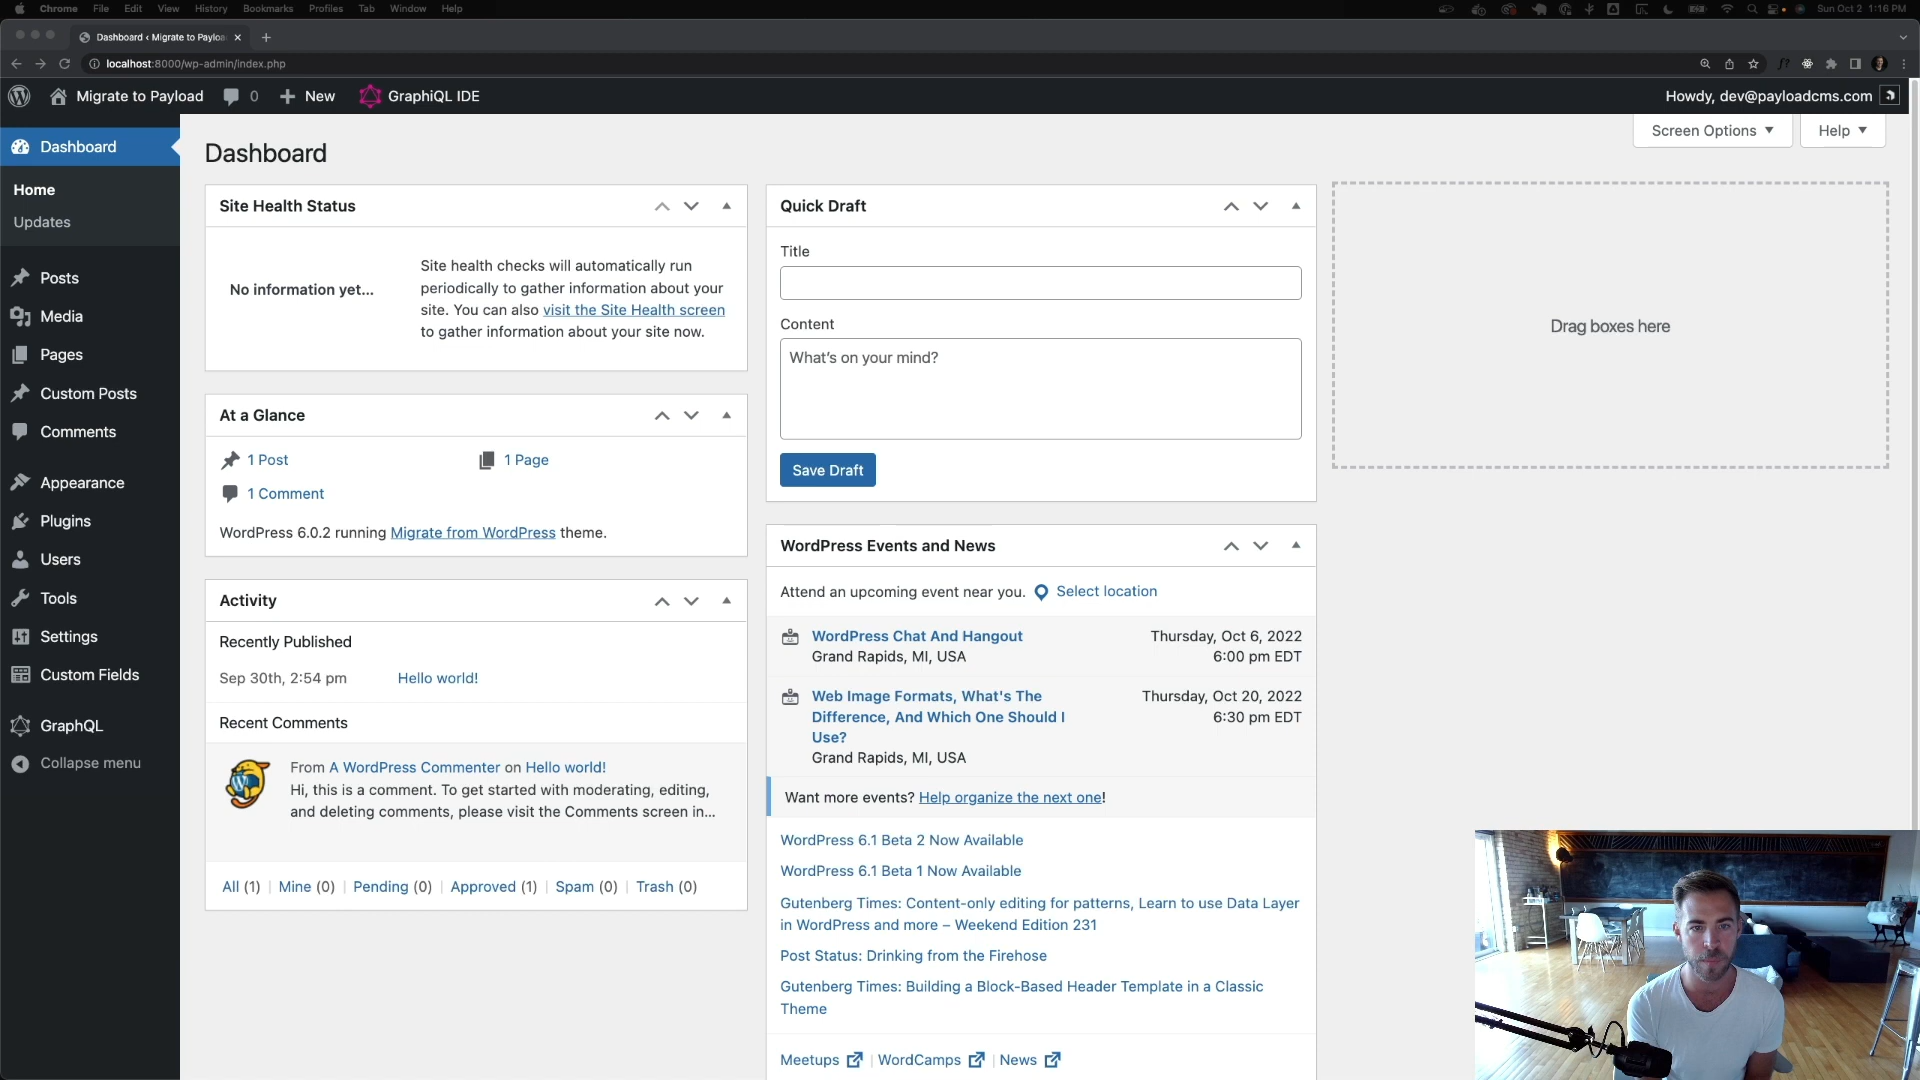 Chrome File Edit View History Bookmarks Profiles Tab Window Help
Sun Oct 2 1:16 PM
Dashboard ‹ Migrate to Payloa
localhost:8000/wp-admin/index.php
Migrate to Payload 0 New GraphiQL IDE
Howdy, dev@payloadcms.com
Screen Options Help
Dashboard
Home
Updates
Posts
Media
Pages
Custom Posts
Comments
Appearance
Plugins
Users
Tools
Settings
Custom Fields
GraphQL
Collapse menu
Dashboard
Site Health Status
No information yet...
Site health checks will automatically run
periodically to gather information about your
site. You can also visit the Site Health screen
to gather information about your site now.
At a Glance
1 Post
1 Page
1 Comment
WordPress 6.0.2 running Migrate from WordPress theme.
Activity
Recently Published
Sep 30th, 2:54 pm Hello world!
Recent Comments
From A WordPress Commenter on Hello world!
Hi, this is a comment. To get started with moderating, editing,
and deleting comments, please visit the Comments screen in...
All (1) | Mine (0) | Pending (0) | Approved (1) | Spam (0) | Trash (0)
Quick Draft
Title
Content
What's on your mind?
Save Draft
WordPress Events and News
Attend an upcoming event near you. Select location
WordPress Chat And Hangout
Grand Rapids, MI, USA
Thursday, Oct 6, 2022
6:00 pm EDT
Web Image Formats, What's The
Difference, And Which One Should I
Use?
Grand Rapids, MI, USA
Thursday, Oct 20, 2022
6:30 pm EDT
Want more events? Help organize the next one!
WordPress 6.1 Beta 2 Now Available
WordPress 6.1 Beta 1 Now Available
Gutenberg Times: Content-only editing for patterns, Learn to use Data Layer
in WordPress and more – Weekend Edition 231
Post Status: Drinking from the Firehose
Gutenberg Times: Building a Block-Based Header Template in a Classic
Theme
Meetups | WordCamps | News
Drag boxes here